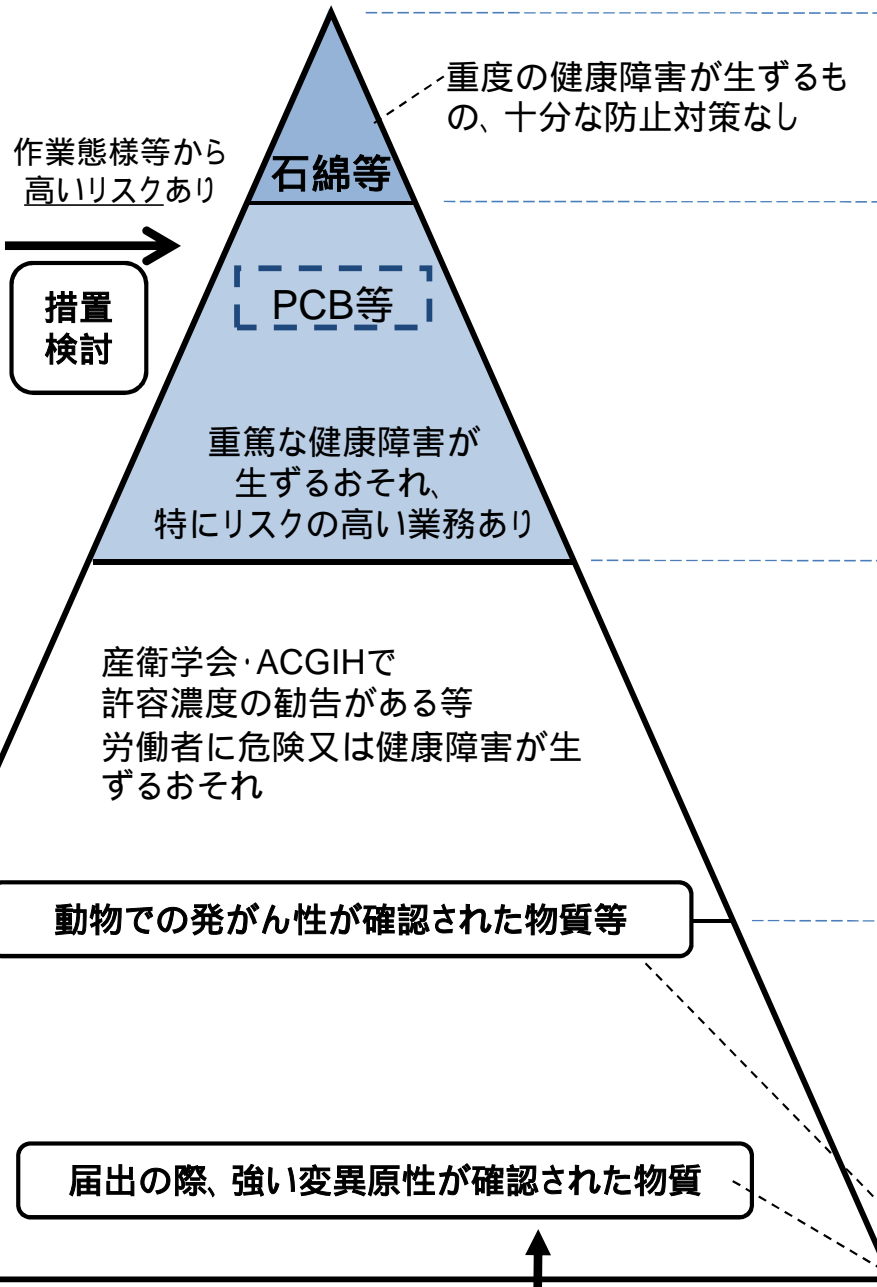 重度の健康障害が生ずるも
の、十分な防止対策なし
作業態様等から
高いリスクあり
石綿等
措置
検討
PCB等
重篤な健康障害が
生ずるおそれ、
特にリスクの高い業務あり
産衛学会・ACGIHで
許容濃度の勧告がある等
労働者に危険又は健康障害が生
ずるおそれ
動物での発がん性が確認された物質等
届出の際、強い変異原性が確認された物質